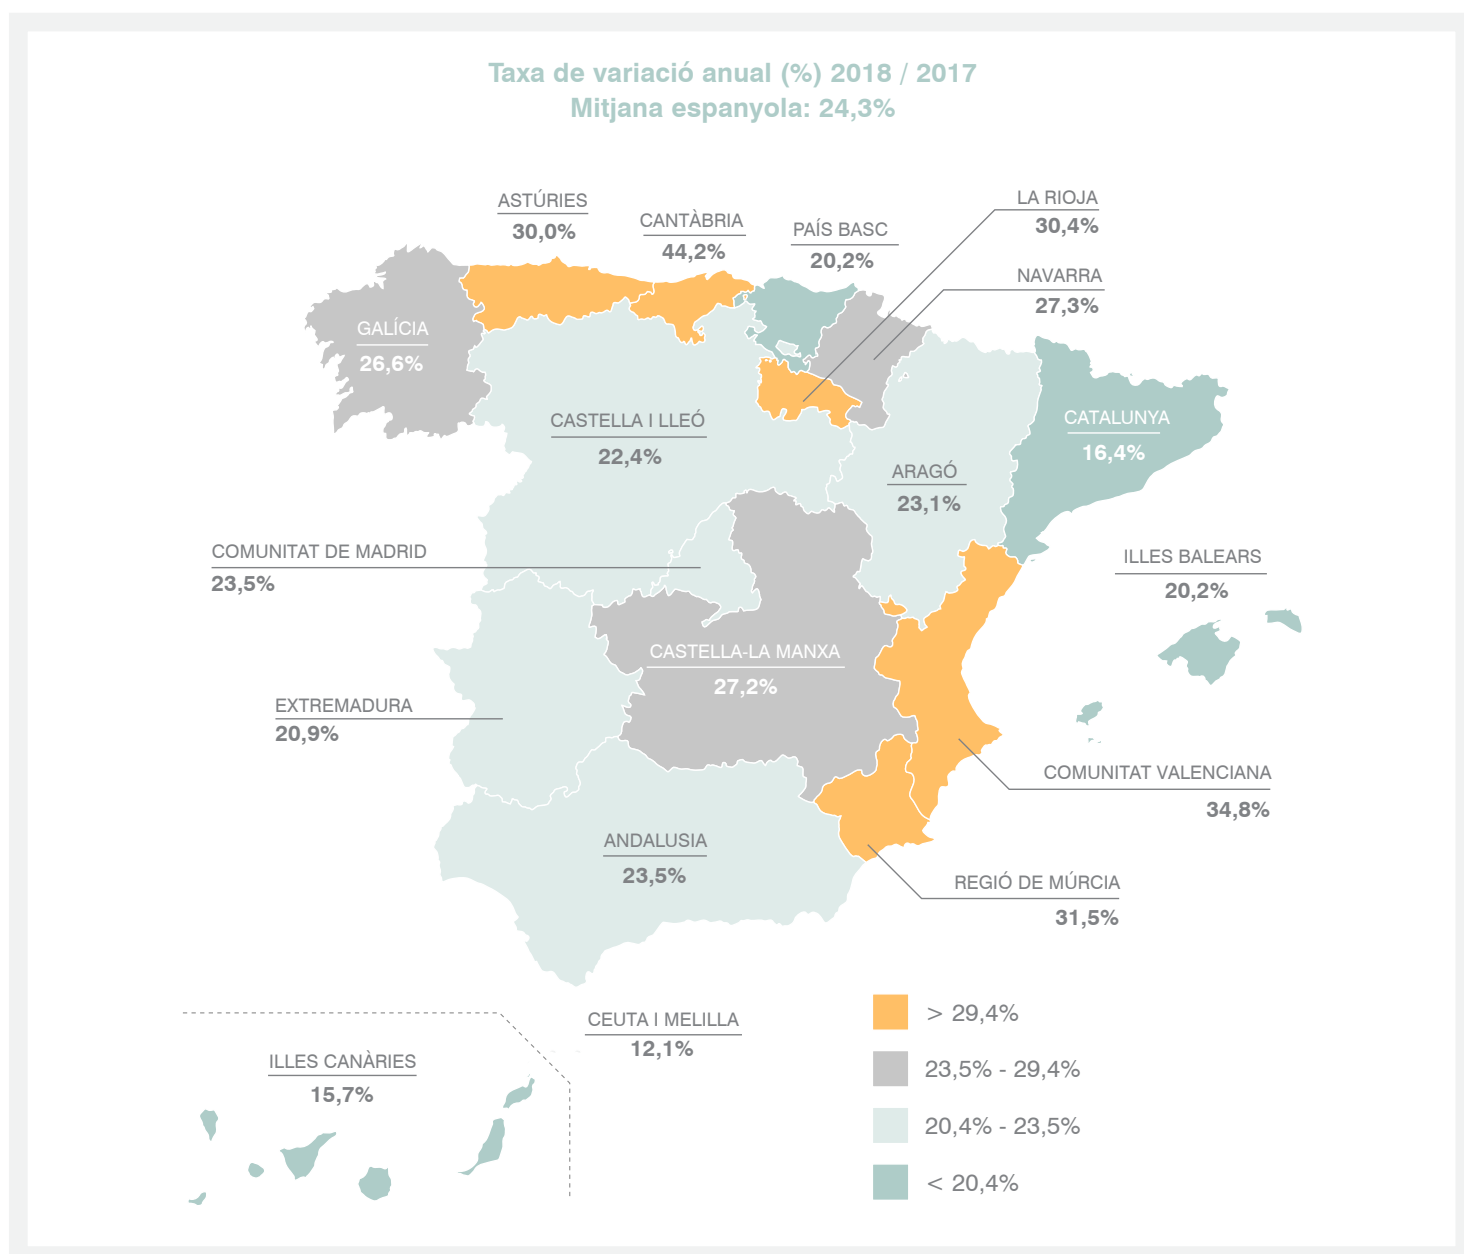 Taxa de variació anual (%) 2018 / 2017
Mitjana espanyola: 24,3%
ASTÚRIES
30,0%
CANTÀBRIA
44,2%
PAÍS BASC
20,2%
LA RIOJA
30,4%
NAVARRA
27,3%
GALÍCIA
26,6%
CASTELLA I LLEÓ
22,4%
CATALUNYA
16,4%
ARAGÓ
23,1%
COMUNITAT DE MADRID
23,5%
ILLES BALEARS
20,2%
CASTELLA-LA MANXA
27,2%
EXTREMADURA
20,9%
COMUNITAT VALENCIANA
34,8%
ANDALUSIA
23,5%
REGIÓ DE MÚRCIA
31,5%
CEUTA I MELILLA
12,1%
ILLES CANÀRIES
15,7%
> 29,4%
23,5% - 29,4%
20,4% - 23,5%
< 20,4%